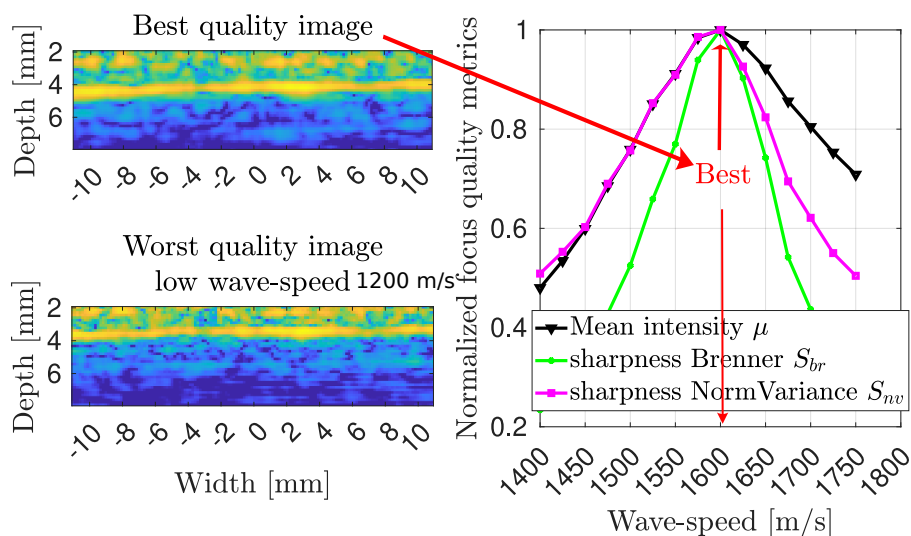 Best quality image
Depth [mm]
2
4
6
-10 -8 -6 -4 -2 0 2 4 6 8 10
Worst quality image
low wave-speed 1200 m/s
Depth [mm]
2
4
6
-10 -8 -6 -4 -2 0 2 4 6 8 10
Width [mm]
Normalized focus quality metrics
1
0.8
0.6
0.4
0.2
Best
Mean intensity μ
sharpness Brenner S_br
sharpness NormVariance S_nv
1400 1450 1500 1550 1600 1650 1700 1750 1800
Wave-speed [m/s]